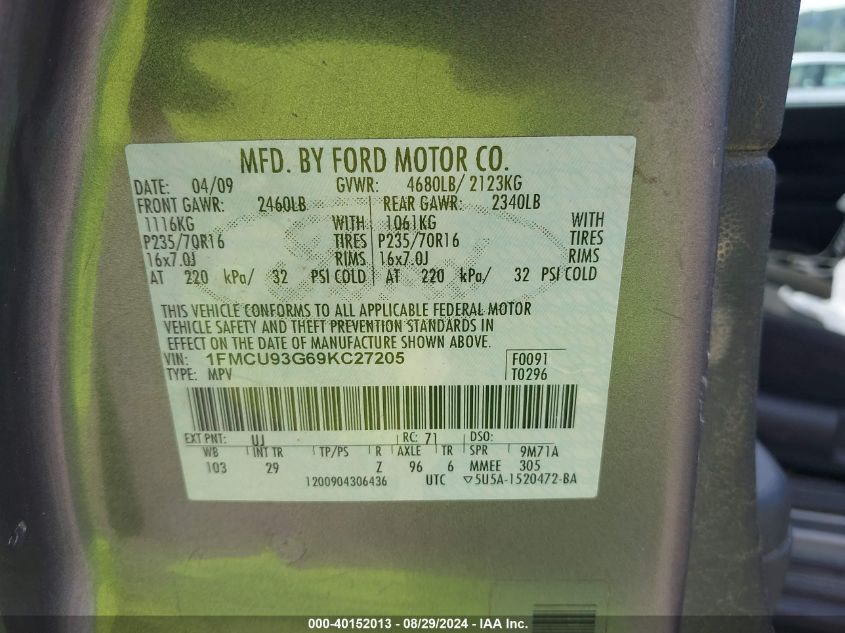 MFD. BY FORD MOTOR CO.
DATE: 04/09 GVWR: 4680LB/ 2123KG
FRONT GAWR: 2460LB REAR GAWR: 2340LB
1116KG WITH 1061KG WITH
P235/70R16 TIRES P235/70R16 TIRES
16x7.0J RIMS 16x7.0J RIMS
AT 220 kPa/ 32 PSI COLD AT 220 kPa/ 32 PSI COLD
THIS VEHICLE CONFORMS TO ALL APPLICABLE FEDERAL MOTOR
VEHICLE SAFETY AND THEFT PREVENTION STANDARDS IN
EFFECT ON THE DATE OF MANUFACTURE SHOWN ABOVE.
VIN: 1FMCU93G69KC27205 F0091
TYPE: MPV T0296
EXT PNT: UJ RC: 71 DSO:
WB INT TR TP/PS R AXLE TR SPR 9M71A
103 29 Z 96 6 MMEE 305
1200904306436 UTC ▽5U5A-1520472-BA
000-40152013 - 08/29/2024 - IAA, Inc.